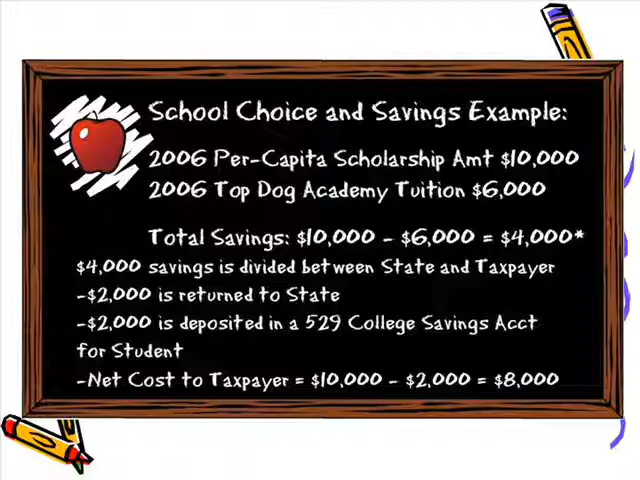 School Choice and Savings Example:
2006 Per-Capita Scholarship Amt $10,000
2006 Top Dog Academy Tuition $6,000
Total Savings: $10,000 - $6,000 = $4,000*
$4,000 savings is divided between State and Taxpayer
-$2,000 is returned to State
-$2,000 is deposited in a 529 College Savings Acct
for Student
-Net Cost to Taxpayer = $10,000 - $2,000 = $8,000